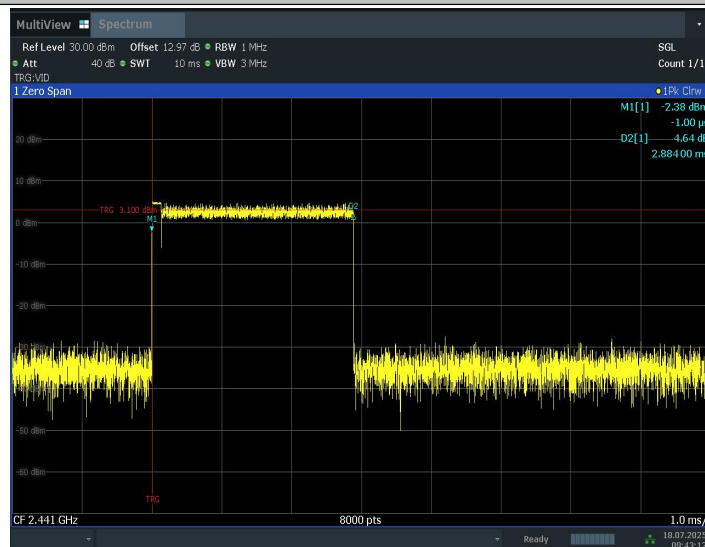 MultiView Spectrum
Ref Level 30.00 dBm Offset 12.97 dB RBW 1 MHz SGL
Att 40 dB SWT 10 ms VBW 3 MHz Count 1/1
TRG:VID
1 Zero Span 1Pk Clrw
M1[1] -2.38 dBm
-1.00 µs
20 dBm
D2[1] 4.64 dB
2.88400 ms
10 dBm
TRG 3.100 dBm
D2
M1
0 dBm
-10 dBm
-20 dBm
-30 dBm
-50 dBm
-60 dBm
TRG
CF 2.441 GHz 8000 pts 1.0 ms/
Ready 18.07.2025
09:43:12